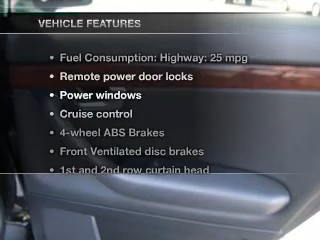 VEHICLE FEATURES
• Fuel Consumption: Highway: 25 mpg
• Remote power door locks
• Power windows
• Cruise control
• 4-wheel ABS Brakes
• Front Ventilated disc brakes
• 1st and 2nd row curtain head